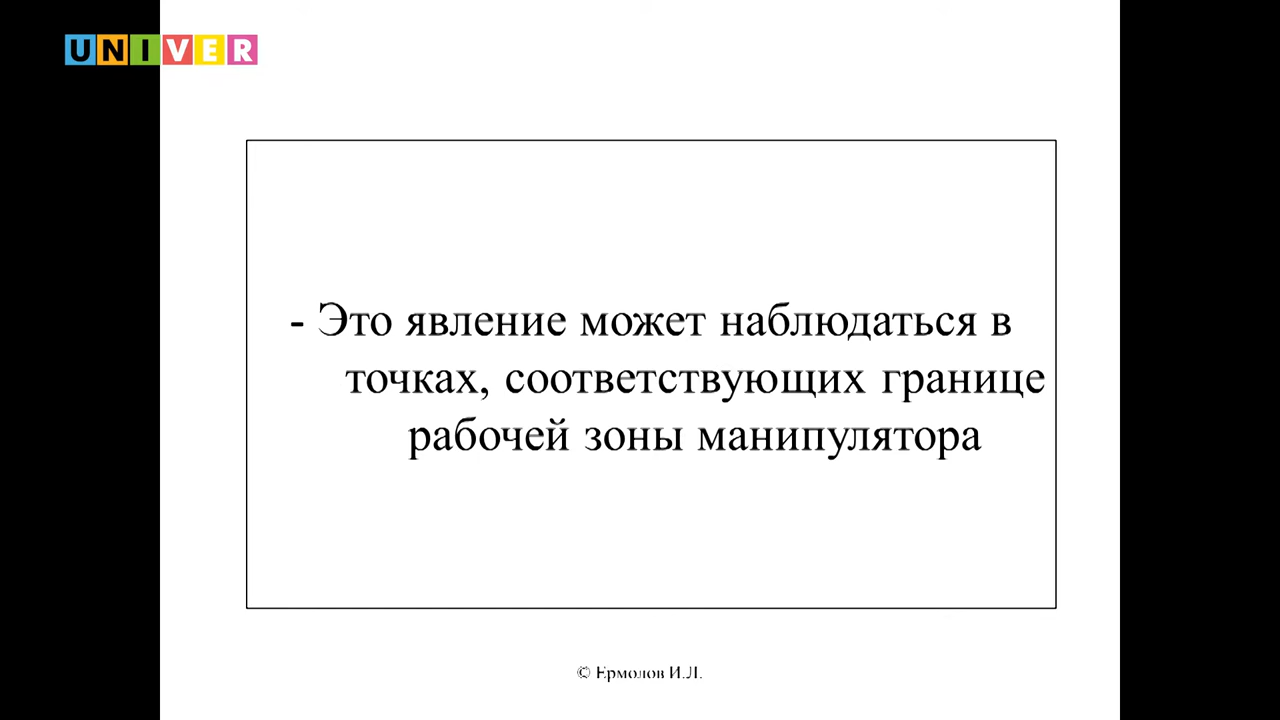 UNIVER
- Это явление может наблюдаться в
точках, соответствующих границе
рабочей зоны манипулятора
© Ермолов И.Л.